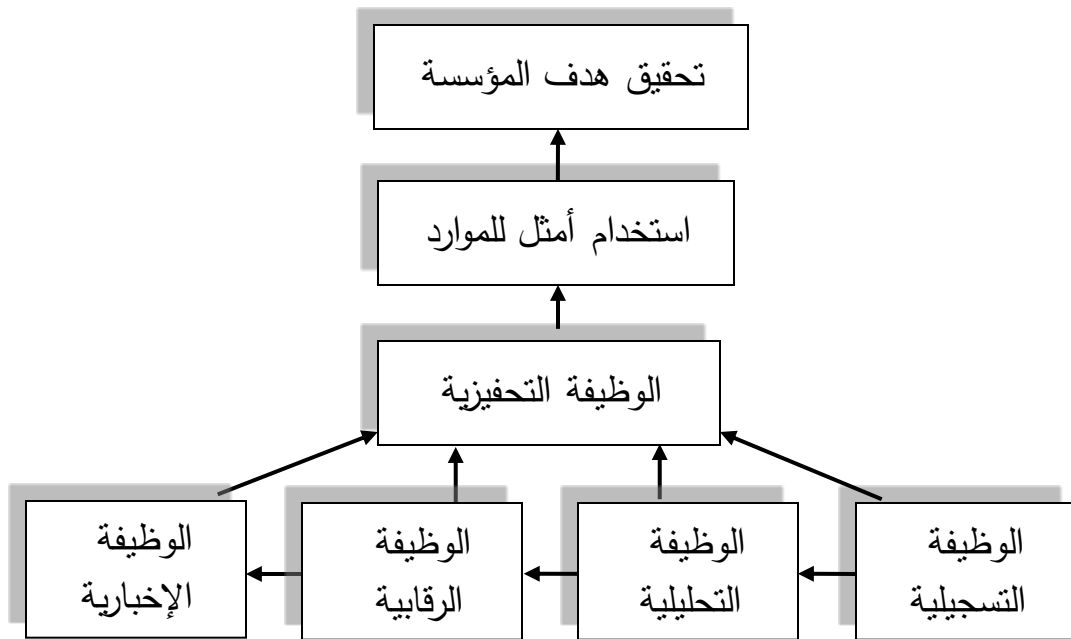 تحقيق هدف المؤسسة
استخدام أمثل للموارد
الوظيفة التحفيزية
الوظيفة
التسجيلية
الوظيفة
التحليلية
الوظيفة
الرقابية
الوظيفة
الإخبارية